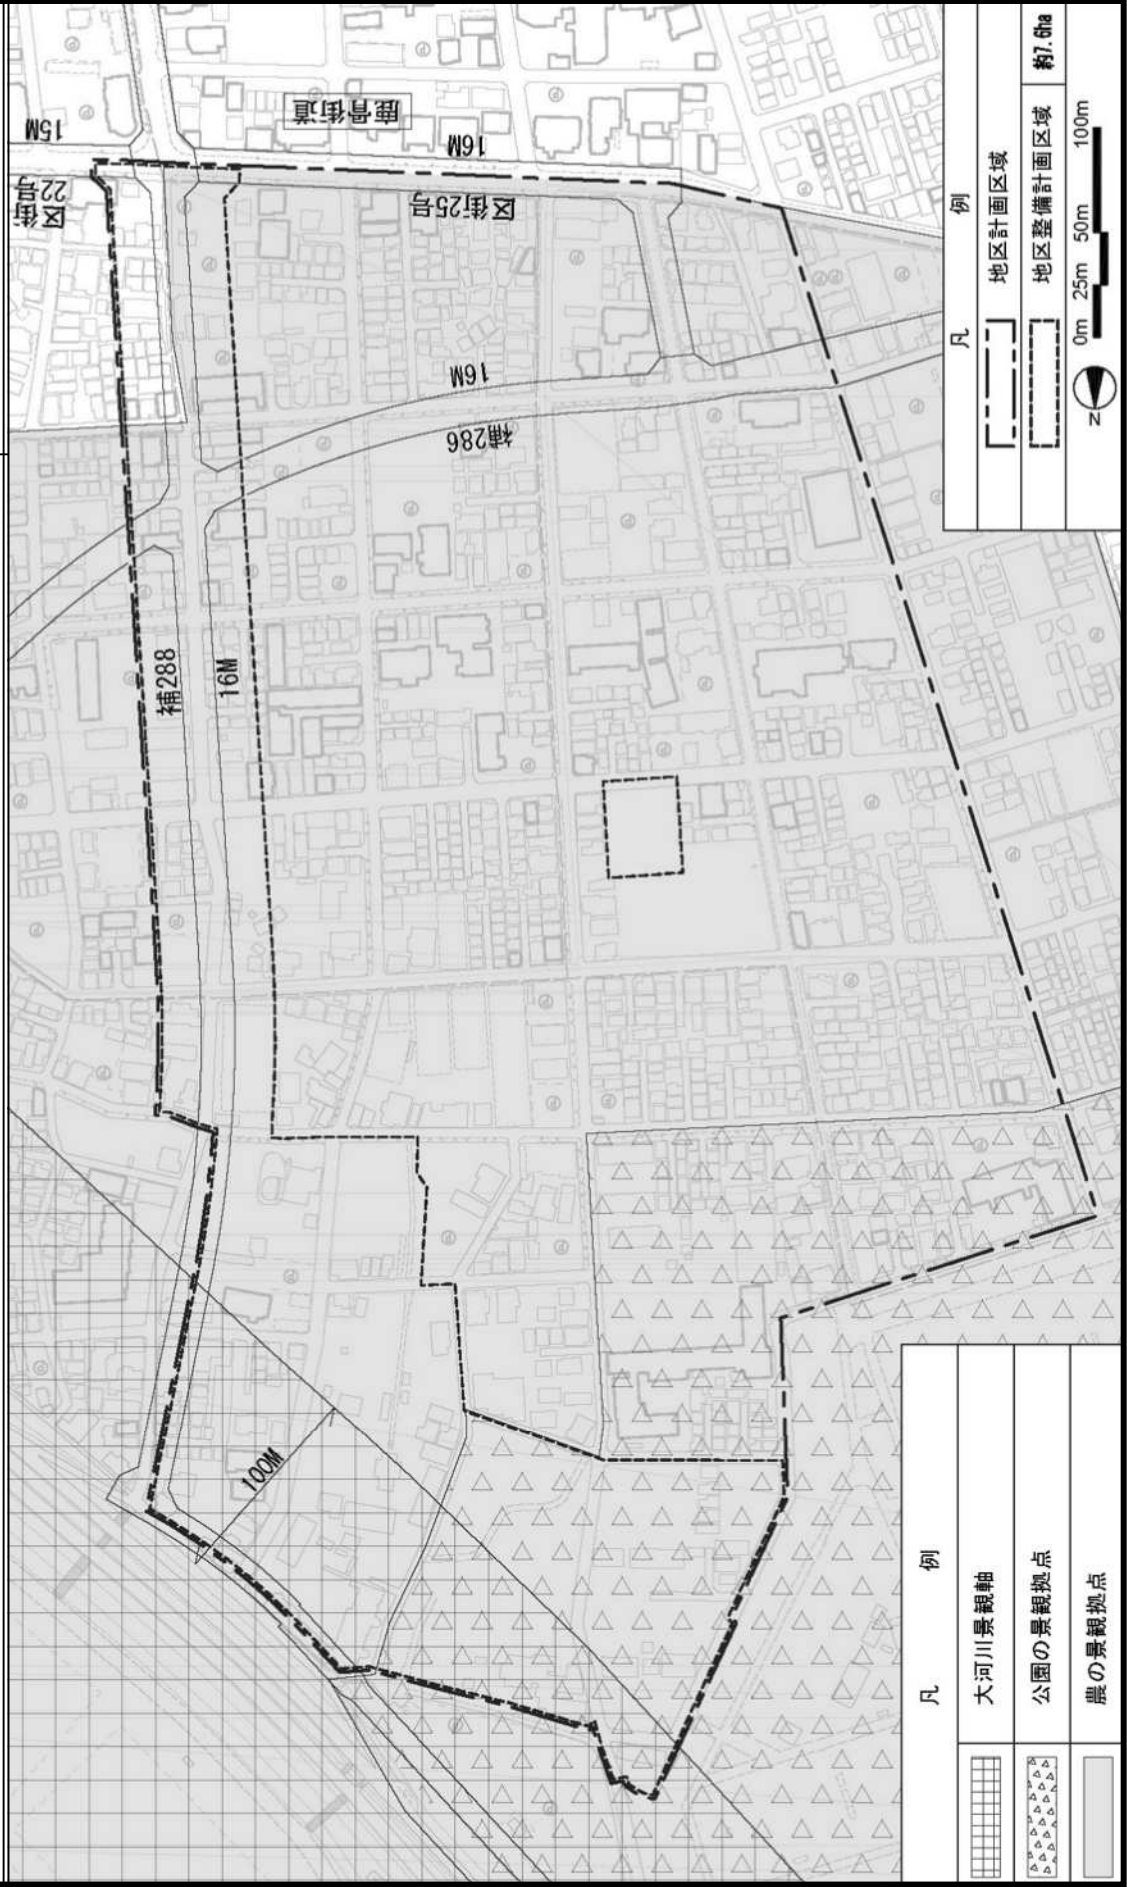 15M
区街
22号
鹿骨街道
16M
区街25号
16M
補286
補288
16M
100M
凡 例
地区計画区域
地区整備計画区域 約7.6ha
0m 25m 50m 100m
N
凡 例
大河川景観軸
公園の景観拠点
農の景観拠点